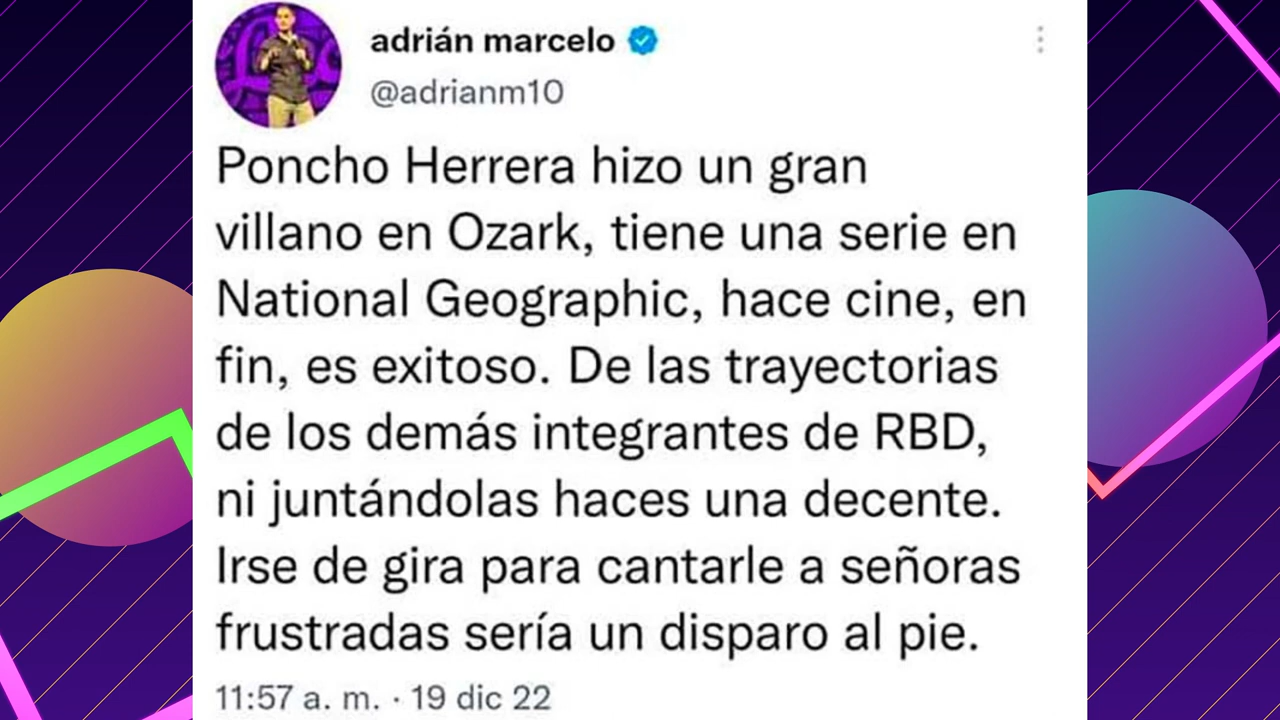 adrián marcelo
@adrianm10
Poncho Herrera hizo un gran
villano en Ozark, tiene una serie en
National Geographic, hace cine, en
fin, es exitoso. De las trayectorias
de los demás integrantes de RBD,
ni juntándolas haces una decente.
Irse de gira para cantarle a señoras
frustradas sería un disparo al pie.
11:57 a. m. · 19 dic 22